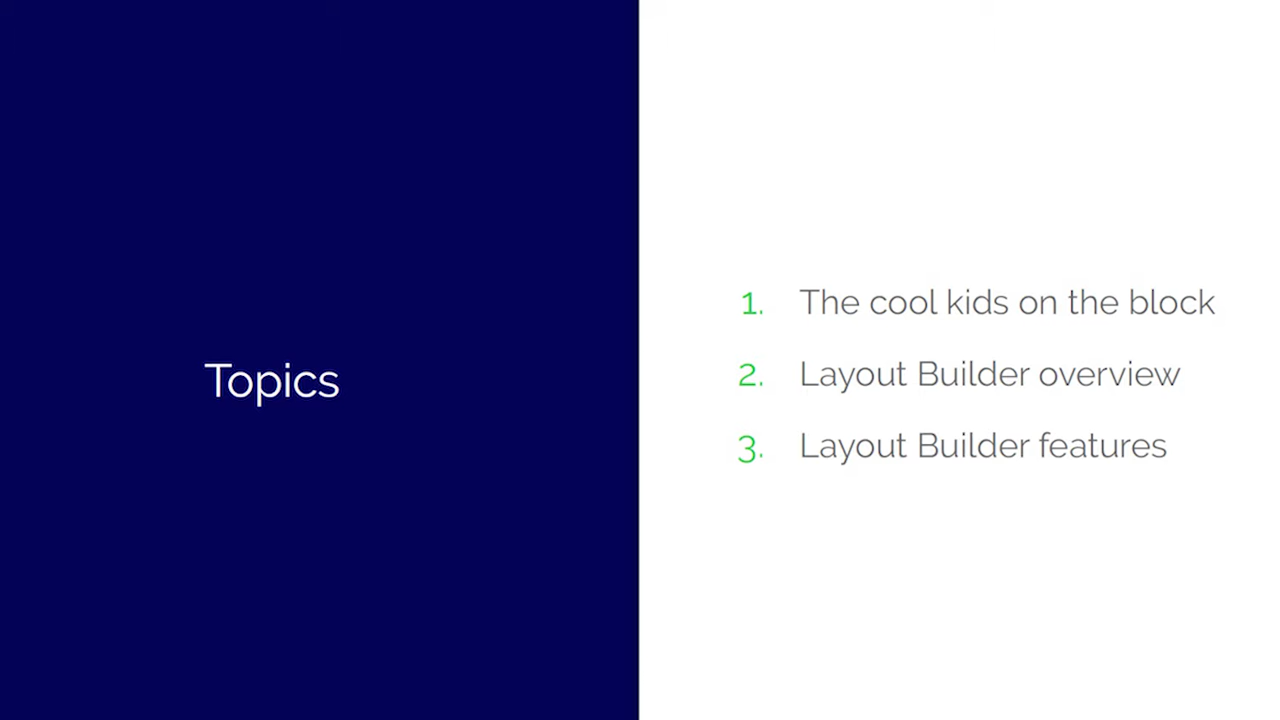 Topics
1. The cool kids on the block
2. Layout Builder overview
3. Layout Builder features